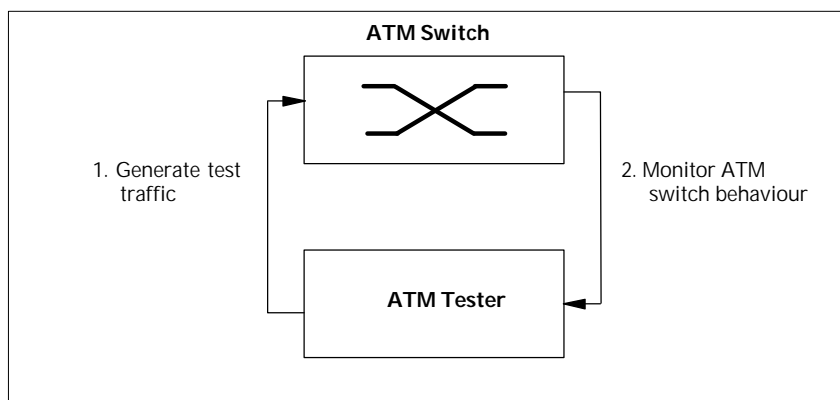 ATM Switch
1. Generate test
traffic
2. Monitor ATM
switch behaviour
ATM Tester